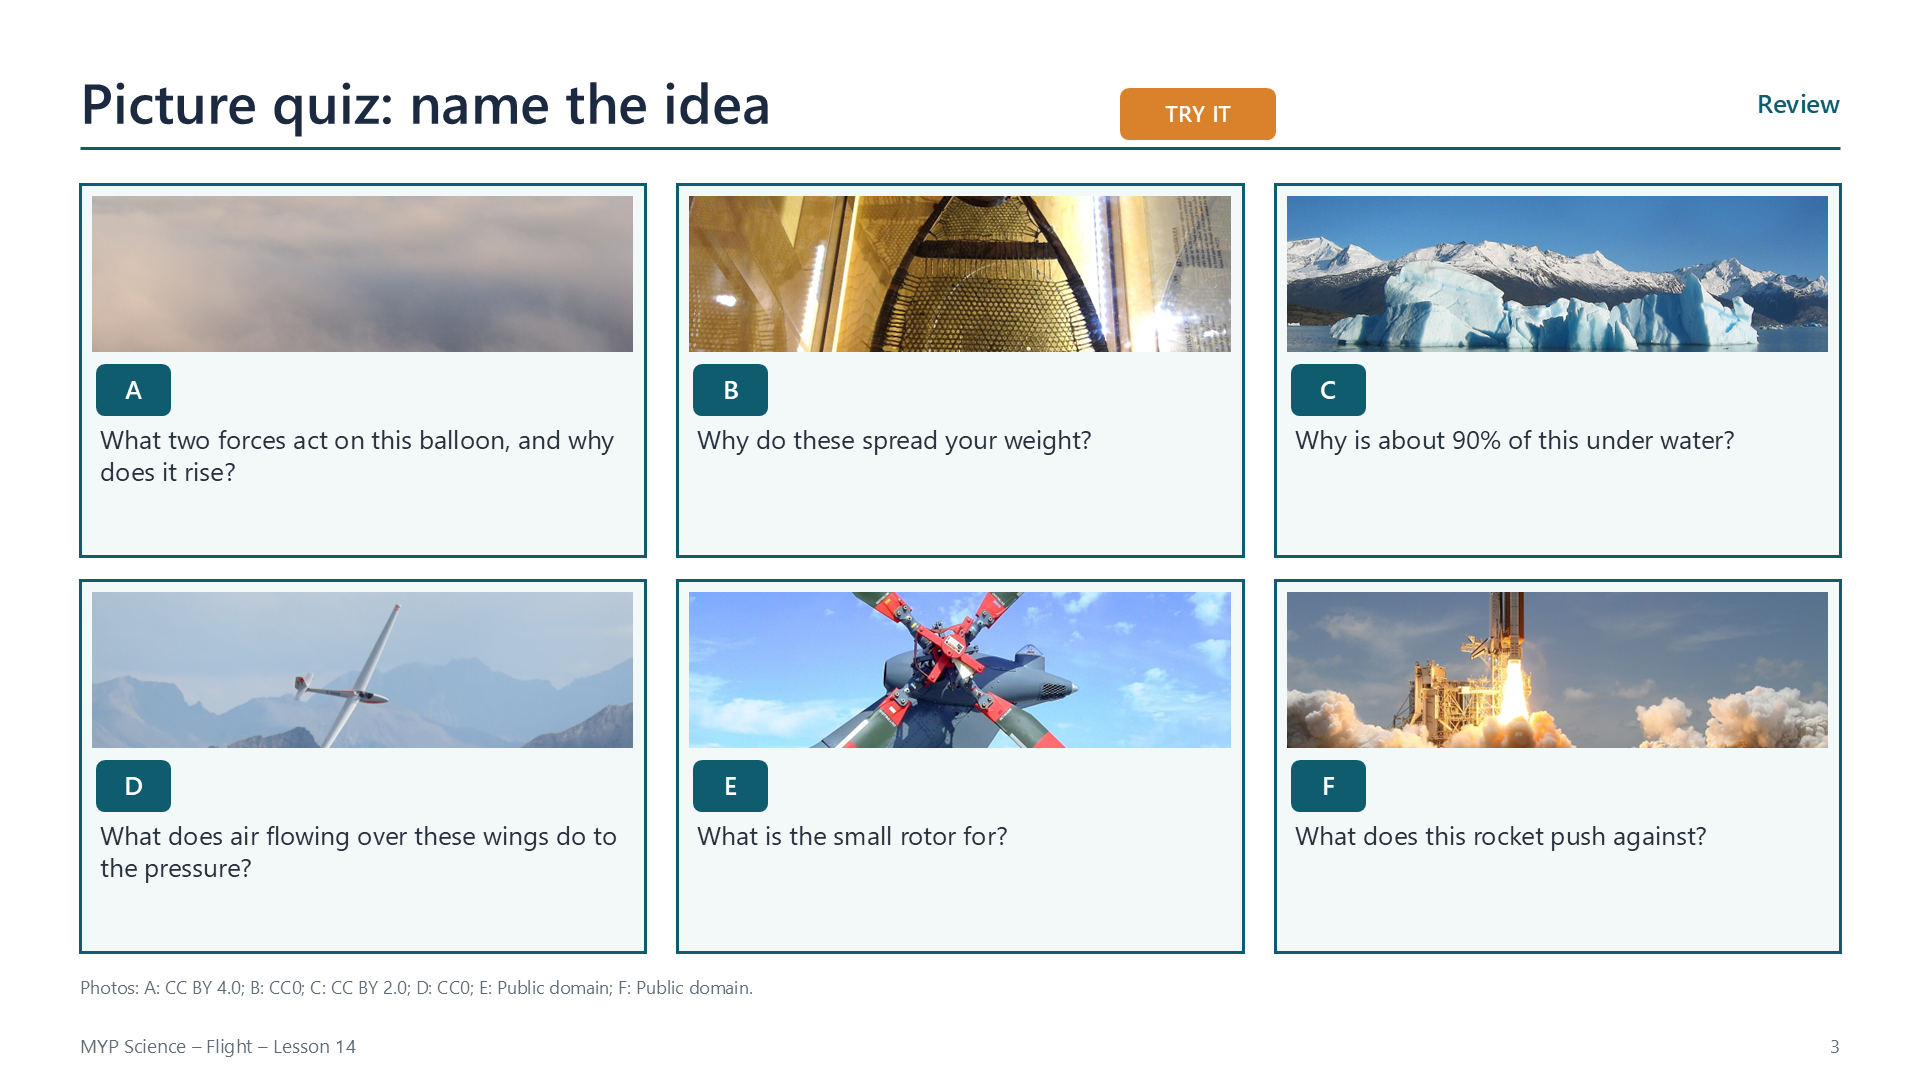 Picture quiz: name the idea
TRY IT
Review
A
What two forces act on this balloon, and why
does it rise?
B
Why do these spread your weight?
C
Why is about 90% of this under water?
D
What does air flowing over these wings do to
the pressure?
E
What is the small rotor for?
F
What does this rocket push against?
Photos: A: CC BY 4.0; B: CC0; C: CC BY 2.0; D: CC0; E: Public domain; F: Public domain.
MYP Science – Flight – Lesson 14
3